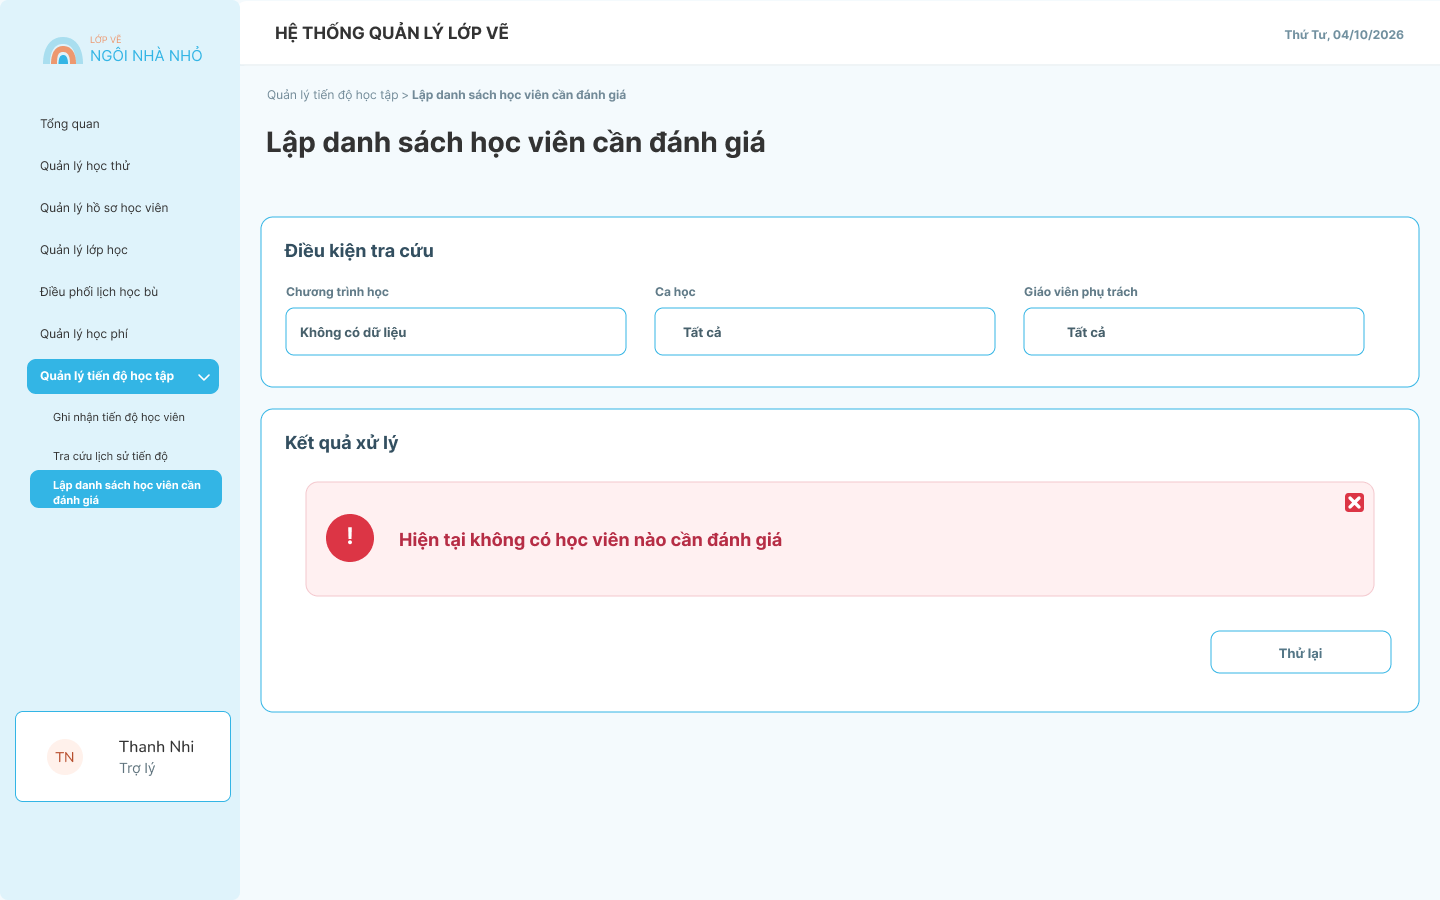 LỚP VẼ
NGÔI NHÀ NHỎ
Tổng quan
Quản lý học thử
Quản lý hồ sơ học viên
Quản lý lớp học
Điều phối lịch học bù
Quản lý học phí
Quản lý tiến độ học tập
Ghi nhận tiến độ học viên
Tra cứu lịch sử tiến độ
Lập danh sách học viên cần
đánh giá
TN
Thanh Nhi
Trợ lý
HỆ THỐNG QUẢN LÝ LỚP VẼ
Thứ Tư, 04/10/2026
Quản lý tiến độ học tập > Lập danh sách học viên cần đánh giá
Lập danh sách học viên cần đánh giá
Điều kiện tra cứu
Chương trình học
Ca học
Giáo viên phụ trách
Không có dữ liệu
Tất cả
Tất cả
Kết quả xử lý
!
Hiện tại không có học viên nào cần đánh giá
Thử lại